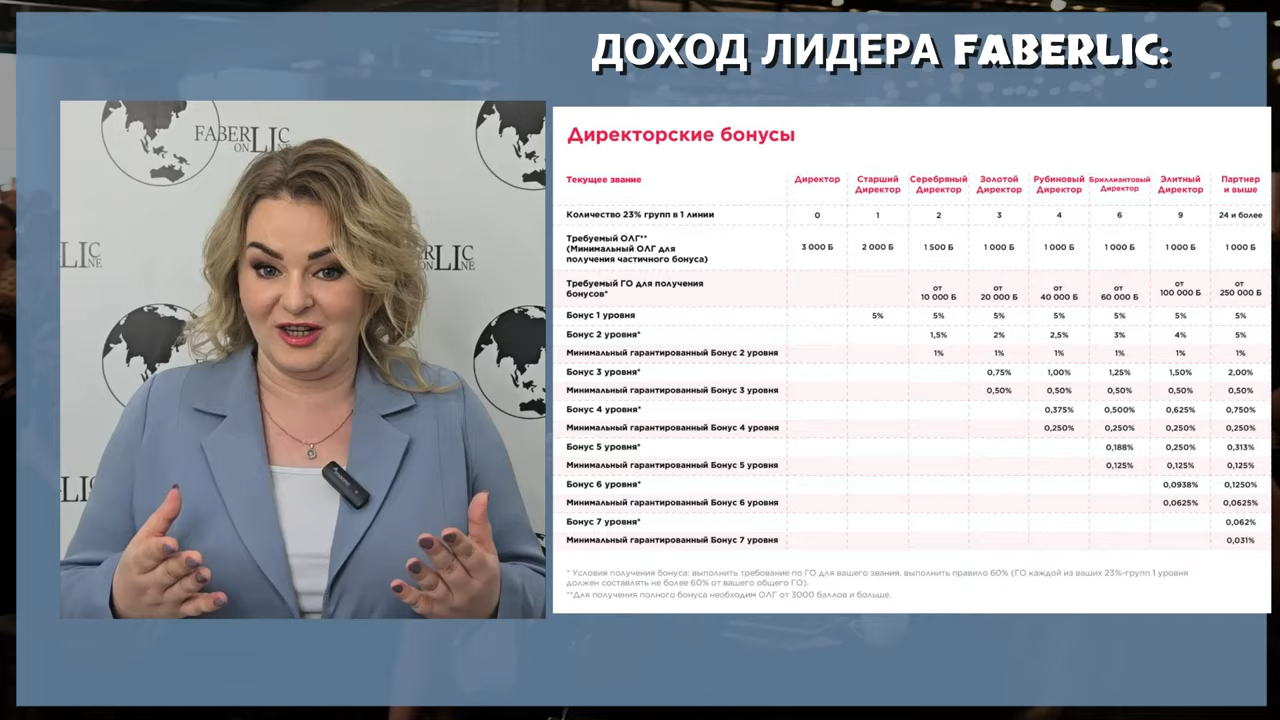 ДОХОД ЛИДЕРА FABERLIC:
FABERLIC
ONLINE
LIC
NE
LIC
ONLINE
LI
Директорские бонусы
Текущее звание Директор Старший Директор Серебряный Директор Золотой Директор Рубиновый Директор Бриллиантовый Директор Элитный Директор Партнер и выше
Количество 23% групп в 1 линии 0 1 2 3 4 6 9 24 и более
Требуемый ОЛГ**
(Минимальный ОЛГ для
получения частичного бонуса) 3 000 Б 2 000 Б 1 500 Б 1 000 Б 1 000 Б 1 000 Б 1 000 Б 1 000 Б
Требуемый ГО для получения
бонусов* от 10 000 Б от 20 000 Б от 40 000 Б от 60 000 Б от 100 000 Б от 250 000 Б
Бонус 1 уровня 5% 5% 5% 5% 5% 5% 5%
Бонус 2 уровня* 1,5% 2% 2,5% 3% 4% 5%
Минимальный гарантированный Бонус 2 уровня 1% 1% 1% 1% 1% 1%
Бонус 3 уровня* 0,75% 1,00% 1,25% 1,50% 2,00%
Минимальный гарантированный Бонус 3 уровня 0,50% 0,50% 0,50% 0,50% 0,50%
Бонус 4 уровня* 0,375% 0,500% 0,625% 0,750%
Минимальный гарантированный Бонус 4 уровня 0,250% 0,250% 0,250% 0,250%
Бонус 5 уровня* 0,188% 0,250% 0,313%
Минимальный гарантированный Бонус 5 уровня 0,125% 0,125% 0,125%
Бонус 6 уровня* 0,0938% 0,1250%
Минимальный гарантированный Бонус 6 уровня 0,0625% 0,0625%
Бонус 7 уровня* 0,062%
Минимальный гарантированный Бонус 7 уровня 0,031%
* Условия получения бонуса: выполнить требование по ГО для вашего звания, выполнить правило 60% (ГО каждой из ваших 23%-групп 1 уровня
должен составлять не более 60% от вашего общего ГО).
**Для получения полного бонуса необходим ОЛГ от 3000 баллов и больше.